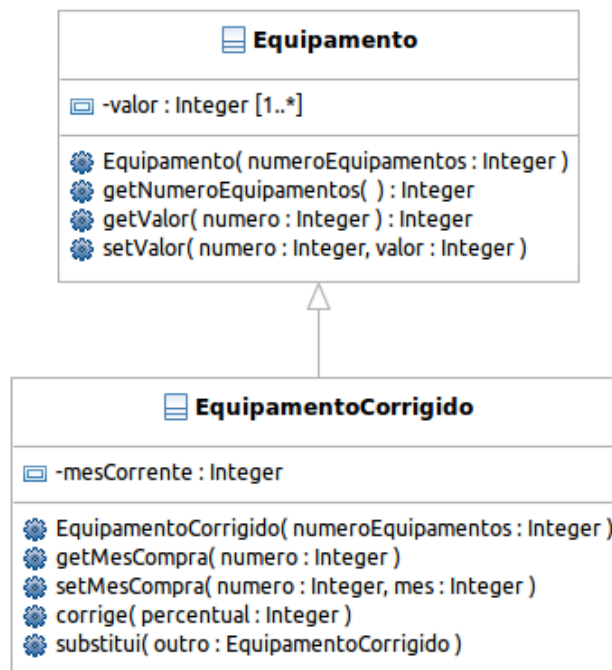 Equipamento
-valor : Integer [1..*]
Equipamento( numeroEquipamentos : Integer )
getNumeroEquipamentos( ) : Integer
getValor( numero : Integer ) : Integer
setValor( numero : Integer, valor : Integer )
EquipamentoCorrigido
-mesCorrente : Integer
EquipamentoCorrigido( numeroEquipamentos : Integer )
getMesCompra( numero : Integer )
setMesCompra( numero : Integer, mes : Integer )
corrige( percentual : Integer )
substitui( outro : EquipamentoCorrigido )